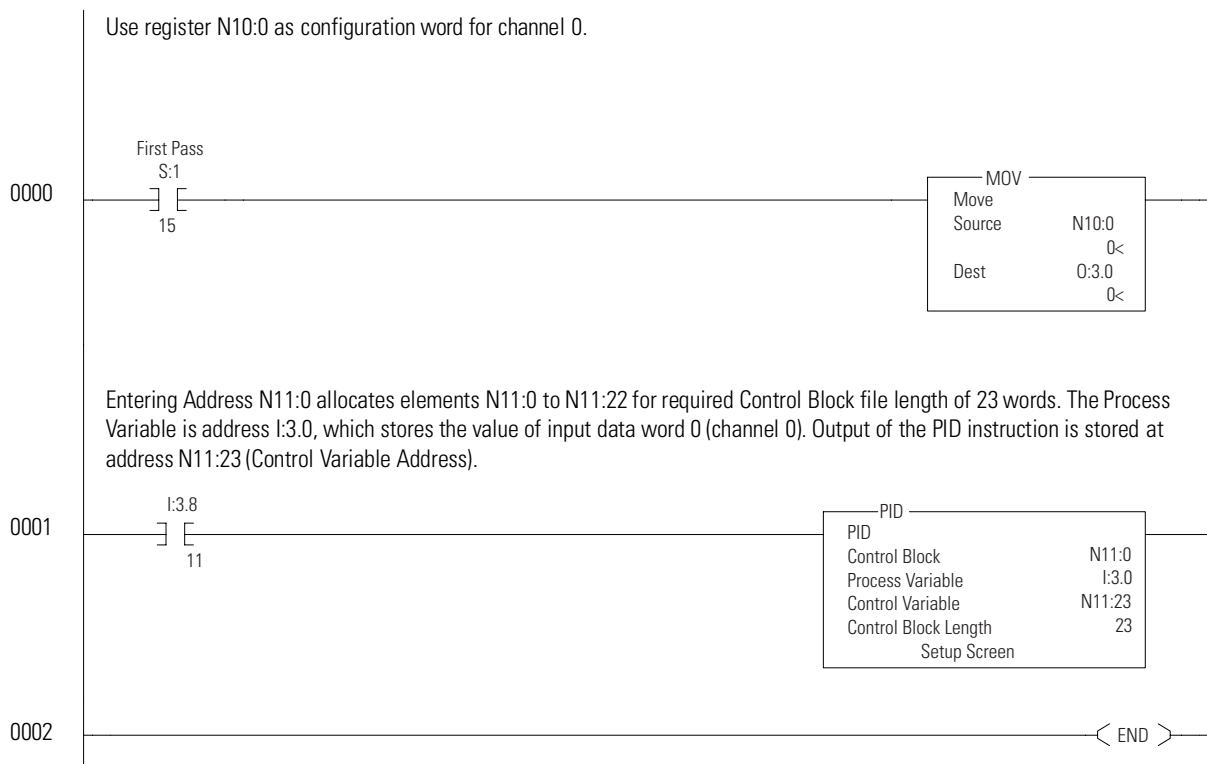 Use register N10:0 as configuration word for channel 0.
First Pass
S:1
15
0000
MOV
Move
Source N10:0
0<
Dest O:3.0
0<
Entering Address N11:0 allocates elements N11:0 to N11:22 for required Control Block file length of 23 words. The Process
Variable is address I:3.0, which stores the value of input data word 0 (channel 0). Output of the PID instruction is stored at
address N11:23 (Control Variable Address).
I:3.8
11
0001
PID
PID
Control Block N11:0
Process Variable I:3.0
Control Variable N11:23
Control Block Length 23
Setup Screen
0002
END